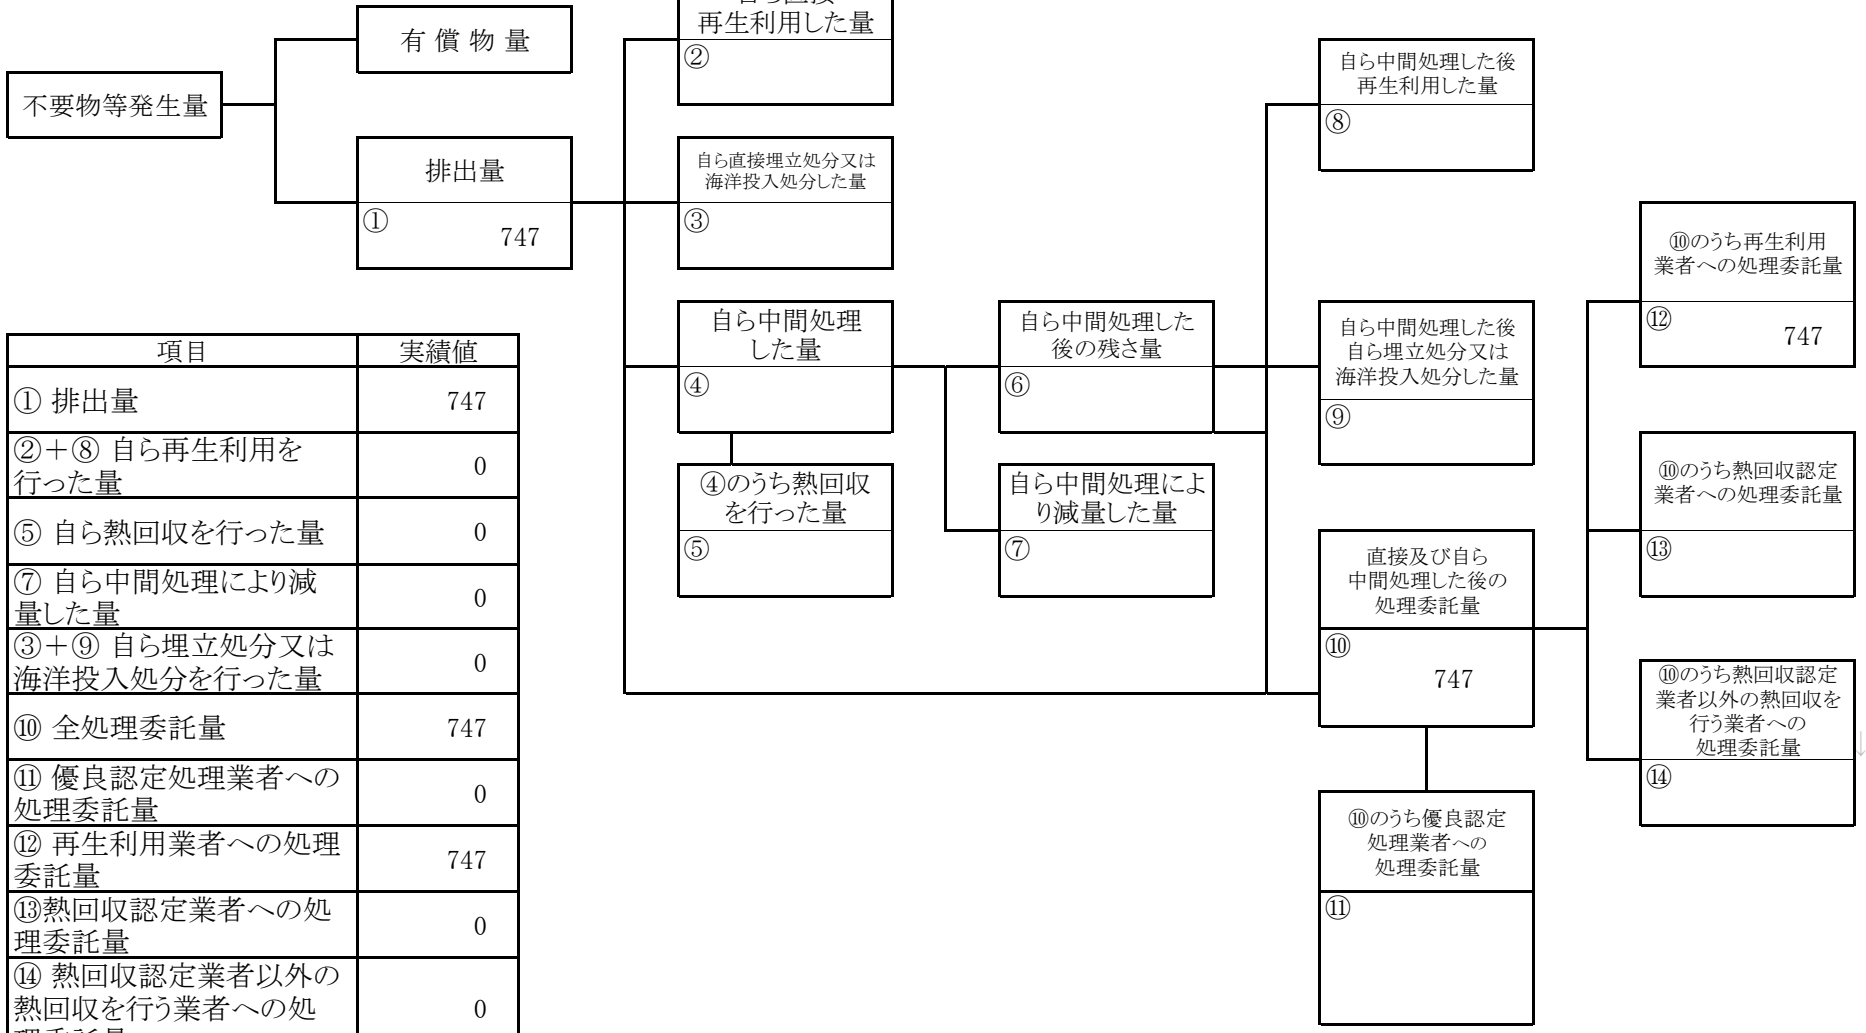 再生利用した量
②
有償物量
不要物等発生量
排出量
①
747
自ら直接埋立処分又は
海洋投入処分した量
③
自ら中間処理した後
再生利用した量
⑧
自ら中間処理
した量
④
④のうち熱回収
を行った量
⑤
自ら中間処理した
後の残さ量
⑥
自ら中間処理によ
り減量した量
⑦
自ら中間処理した後
自ら埋立処分又は
海洋投入処分した量
⑨
直接及び自ら
中間処理した後の
処理委託量
⑩
747
⑩のうち優良認定
処理業者への
処理委託量
⑪
⑩のうち再生利用
業者への処理委託量
⑫
747
⑩のうち熱回収認定
業者への処理委託量
⑬
⑩のうち熱回収認定
業者以外の熱回収を
行う業者への
処理委託量
⑭
↓
項目 実績値
① 排出量 747
②+⑧ 自ら再生利用を
行った量 0
⑤ 自ら熱回収を行った量 0
⑦ 自ら中間処理により減
量した量 0
③+⑨ 自ら埋立処分又は
海洋投入処分を行った量 0
⑩ 全処理委託量 747
⑪ 優良認定処理業者への
処理委託量 0
⑫ 再生利用業者への処理
委託量 747
⑬熱回収認定業者への処
理委託量 0
⑭ 熱回収認定業者以外の
熱回収を行う業者への処 0